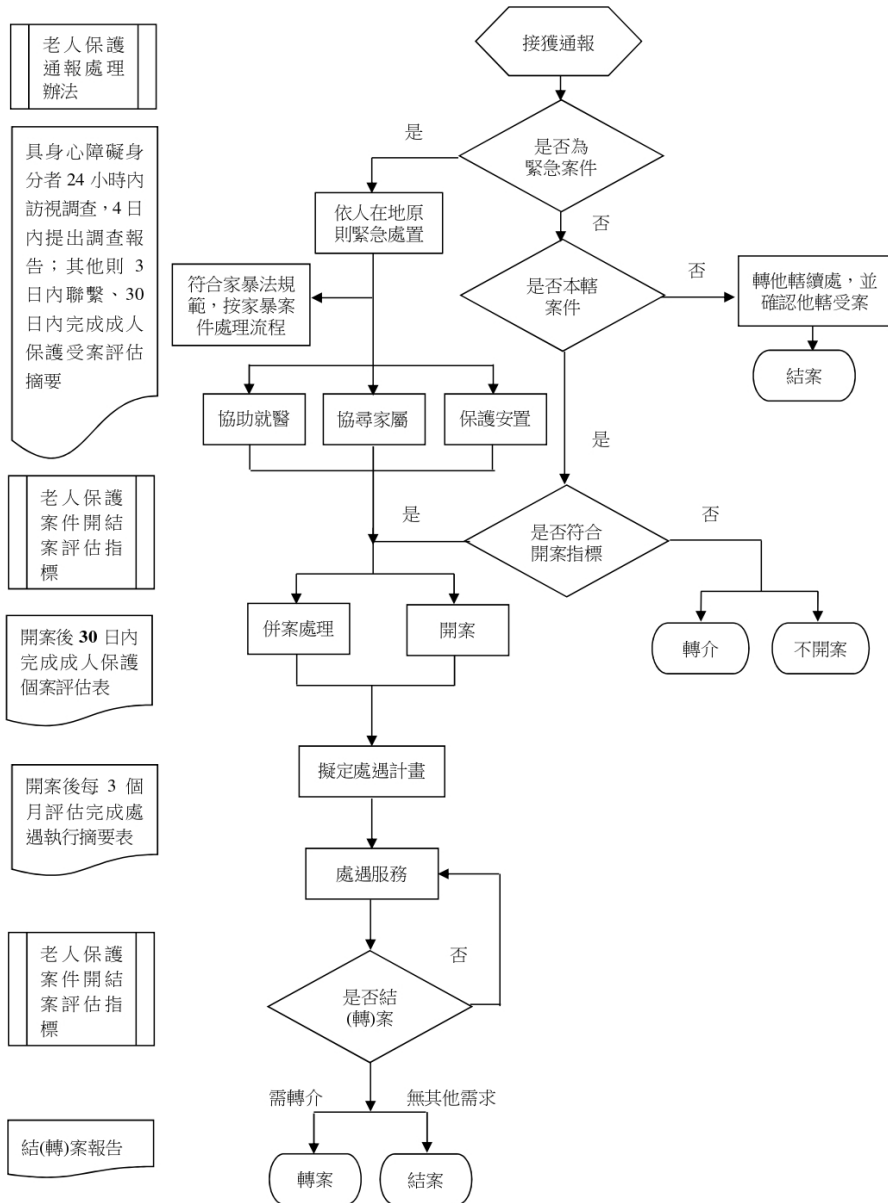 老人保護
通報處理
辦法
接獲通報
是否為
緊急案件
是
否
具身心障礙身
分者 24 小時內
訪視調查，4 日
內提出調查報
告；其他則 3
日內聯繫、30
日內完成成人
保護受案評估
摘要
依人在地原
則緊急處置
是否本轄
案件
否
轉他轄續處，並
確認他轄受案
符合家暴法規
範，按家暴案
件處理流程
結案
協助就醫
協尋家屬
保護安置
是
老人保護
案件開結
案評估指
標
是
是否符合
開案指標
否
併案處理
開案
轉介
不開案
開案後 30 日內
完成成人保護
個案評估表
擬定處遇計畫
開案後每 3 個
月評估完成處
遇執行摘要表
處遇服務
否
老人保護
案件開結
案評估指
標
是否結
(轉)案
需轉介
無其他需求
結(轉)案報告
轉案
結案